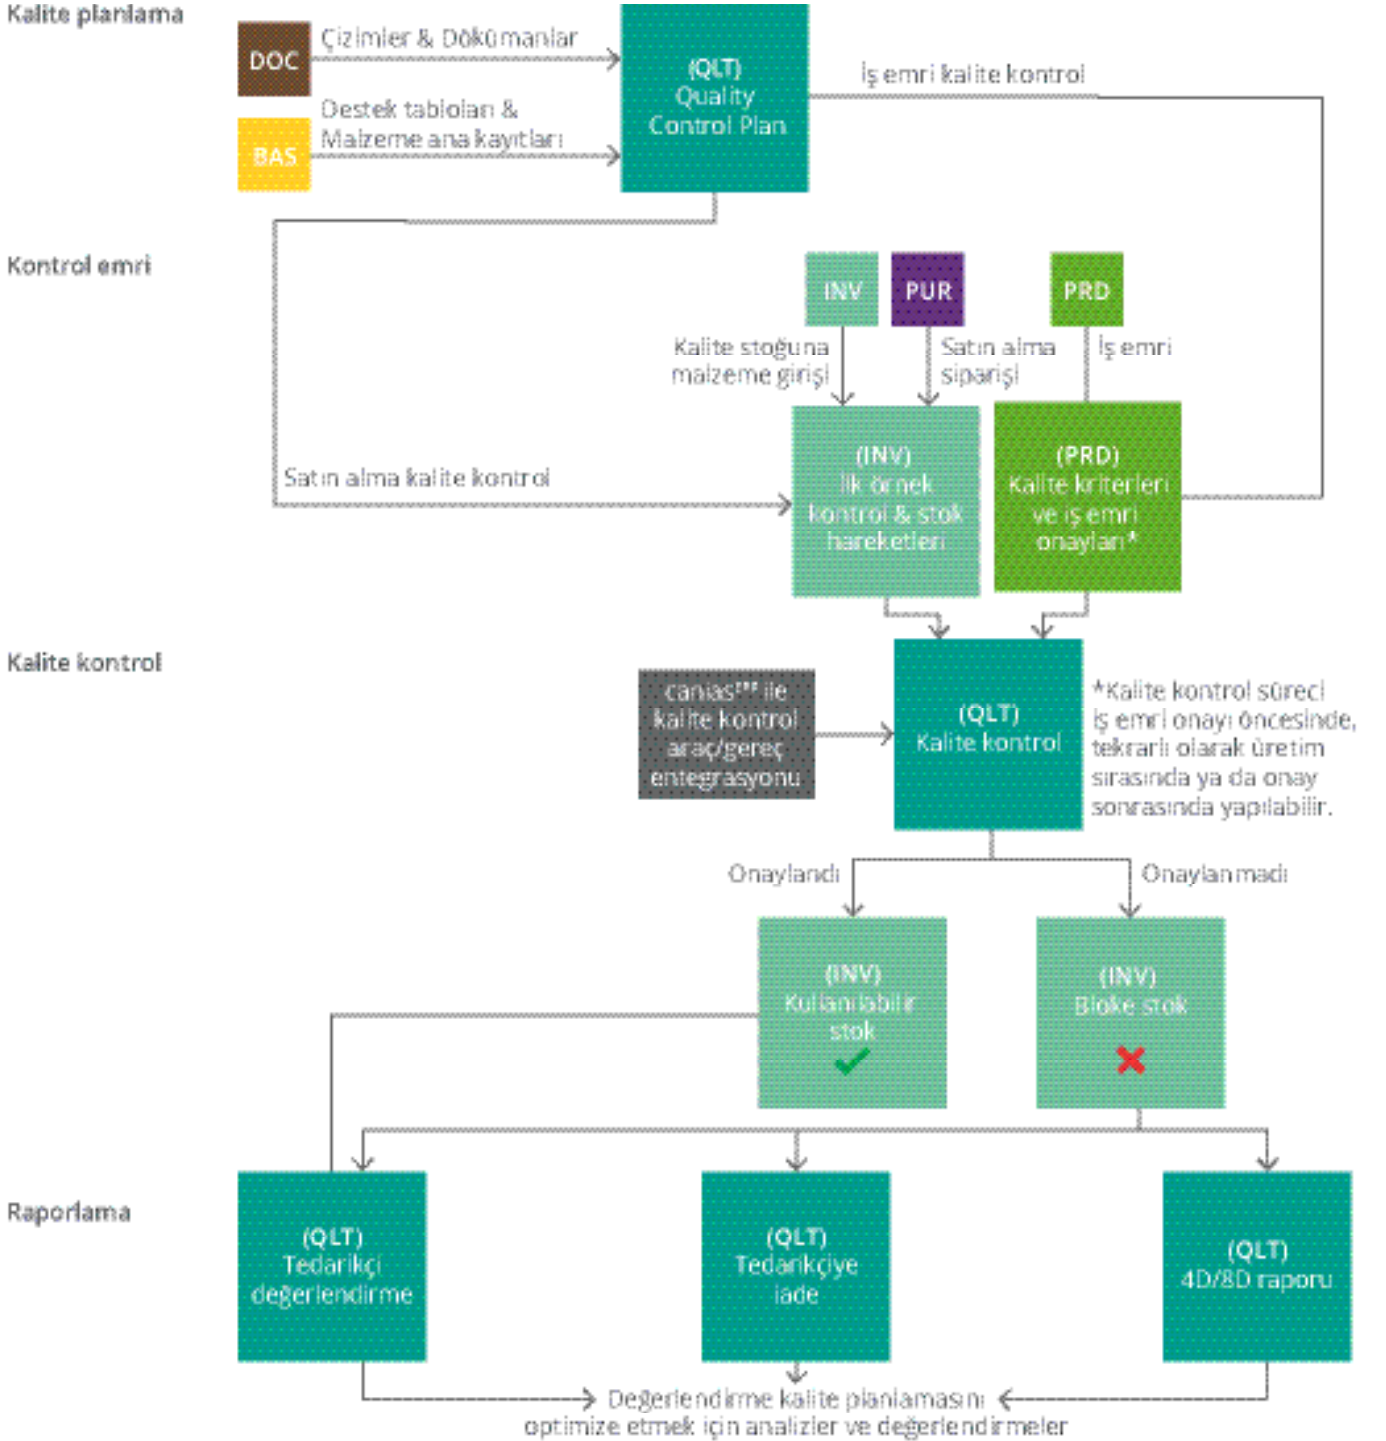 Kalite planlama
DOC
Çizimler & Dökümanlar
BAS
Destek tabloları &
Malzeme ana kayıtları
(QLT)
Quality
Control Plan
İş emri kalite kontrol
Kontrol emri
INV
PUR
PRD
Kalite stoğuna
malzeme girişi
Satın alma
siparişi
İş emri
Satın alma kalite kontrol
(INV)
İlk örnek
kontrol & stok
hareketleri
(PRD)
Kalite kriterleri
ve iş emri
onayları*
Kalite kontrol
caniasᴱᴿᴾ ile
kalite kontrol
araç/gereç
entegrasyonu
(QLT)
Kalite kontrol
*Kalite kontrol süreci
iş emri onayı öncesinde,
tekrarlı olarak üretim
sırasında ya da onay
sonrasında yapılabilir.
Onaylandı
Onaylanmadı
(INV)
Kullanılabilir
stok
(INV)
Bloke stok
Raporlama
(QLT)
Tedarikçi
değerlendirme
(QLT)
Tedarikçiye
iade
(QLT)
4D/8D raporu
Değerlendirme kalite planlamasını
optimize etmek için analizler ve değerlendirmeler